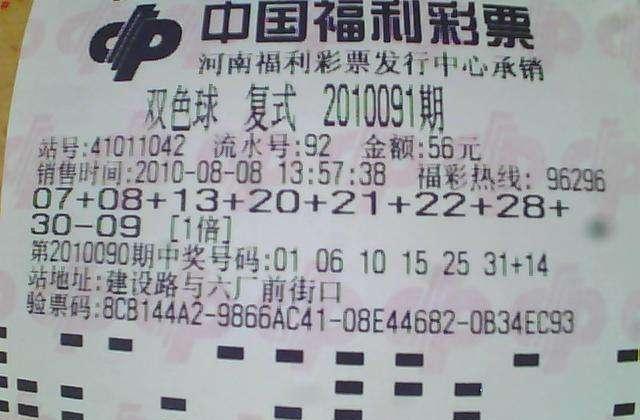 中国福利彩票
河南福利彩票发行中心承销
双色球 复式 2010091期
站号:41011042 流水号:92 金额:56元
销售时间:2010-08-08 13:57:38 福彩热线: 96296
07+08+13+20+21+22+28+
30-09 [1倍]
第2010090期中奖号码:01 06 10 15 25 31+14
站地址:建设路与六厂前街口
验票码:8CB144A2-9866AC41-08E44682-0B34EC93